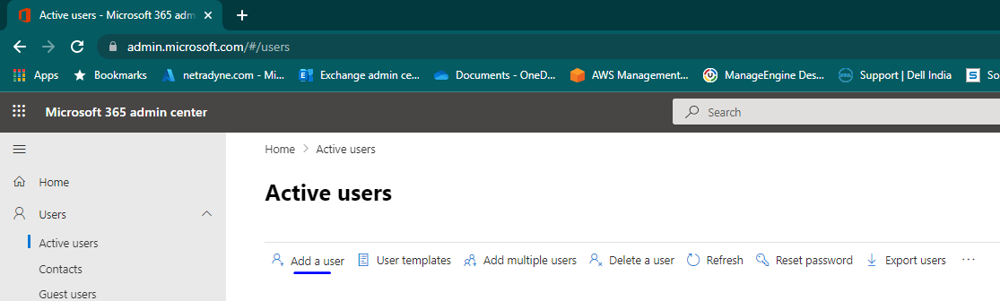 Active users - Microsoft 365 adm
admin.microsoft.com/#/users
Apps Bookmarks netradyne.com - Mi... Exchange admin ce... Documents - OneD... AWS Management... ManageEngine Des... Support | Dell India So
Microsoft 365 admin center Search
Home > Active users
Home
Active users
Users
Active users
Contacts
Guest users
Add a user User templates Add multiple users Delete a user Refresh Reset password Export users ...